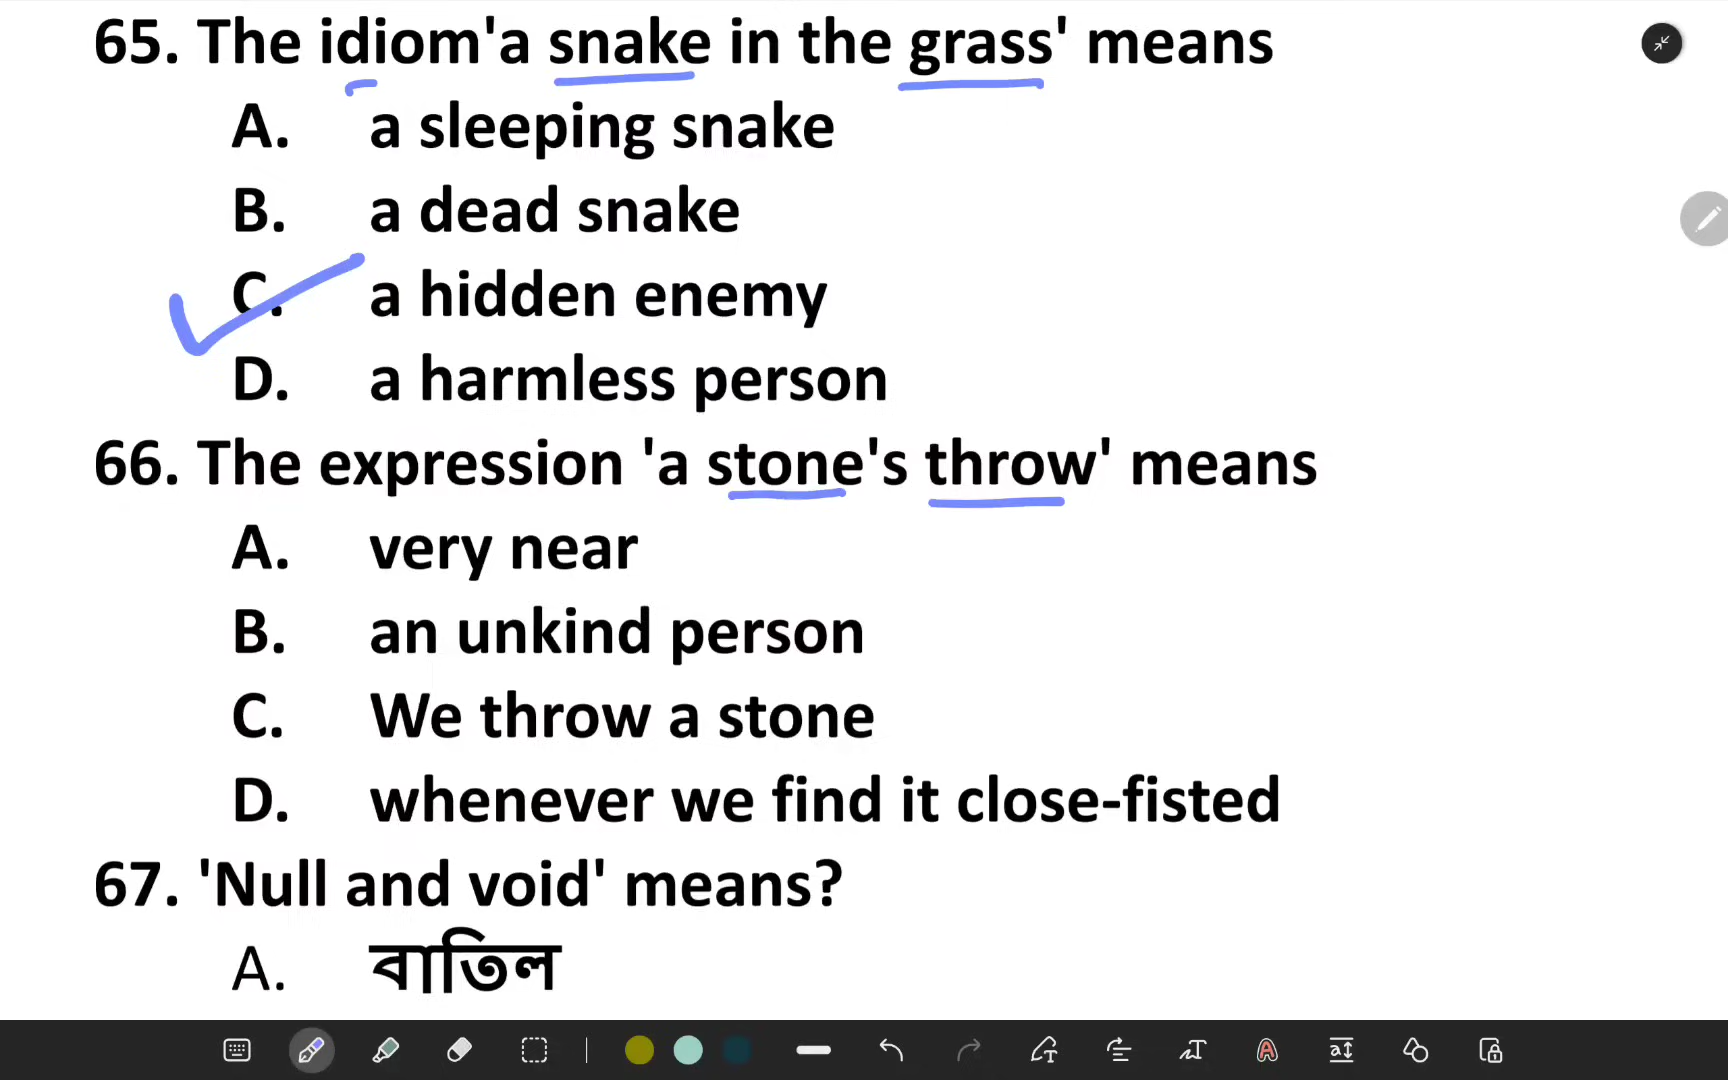 65. The idiom'a snake in the grass' means
A. a sleeping snake
B. a dead snake
C. a hidden enemy
D. a harmless person
66. The expression 'a stone's throw' means
A. very near
B. an unkind person
C. We throw a stone
D. whenever we find it close-fisted
67. 'Null and void' means?
A. বাতিল